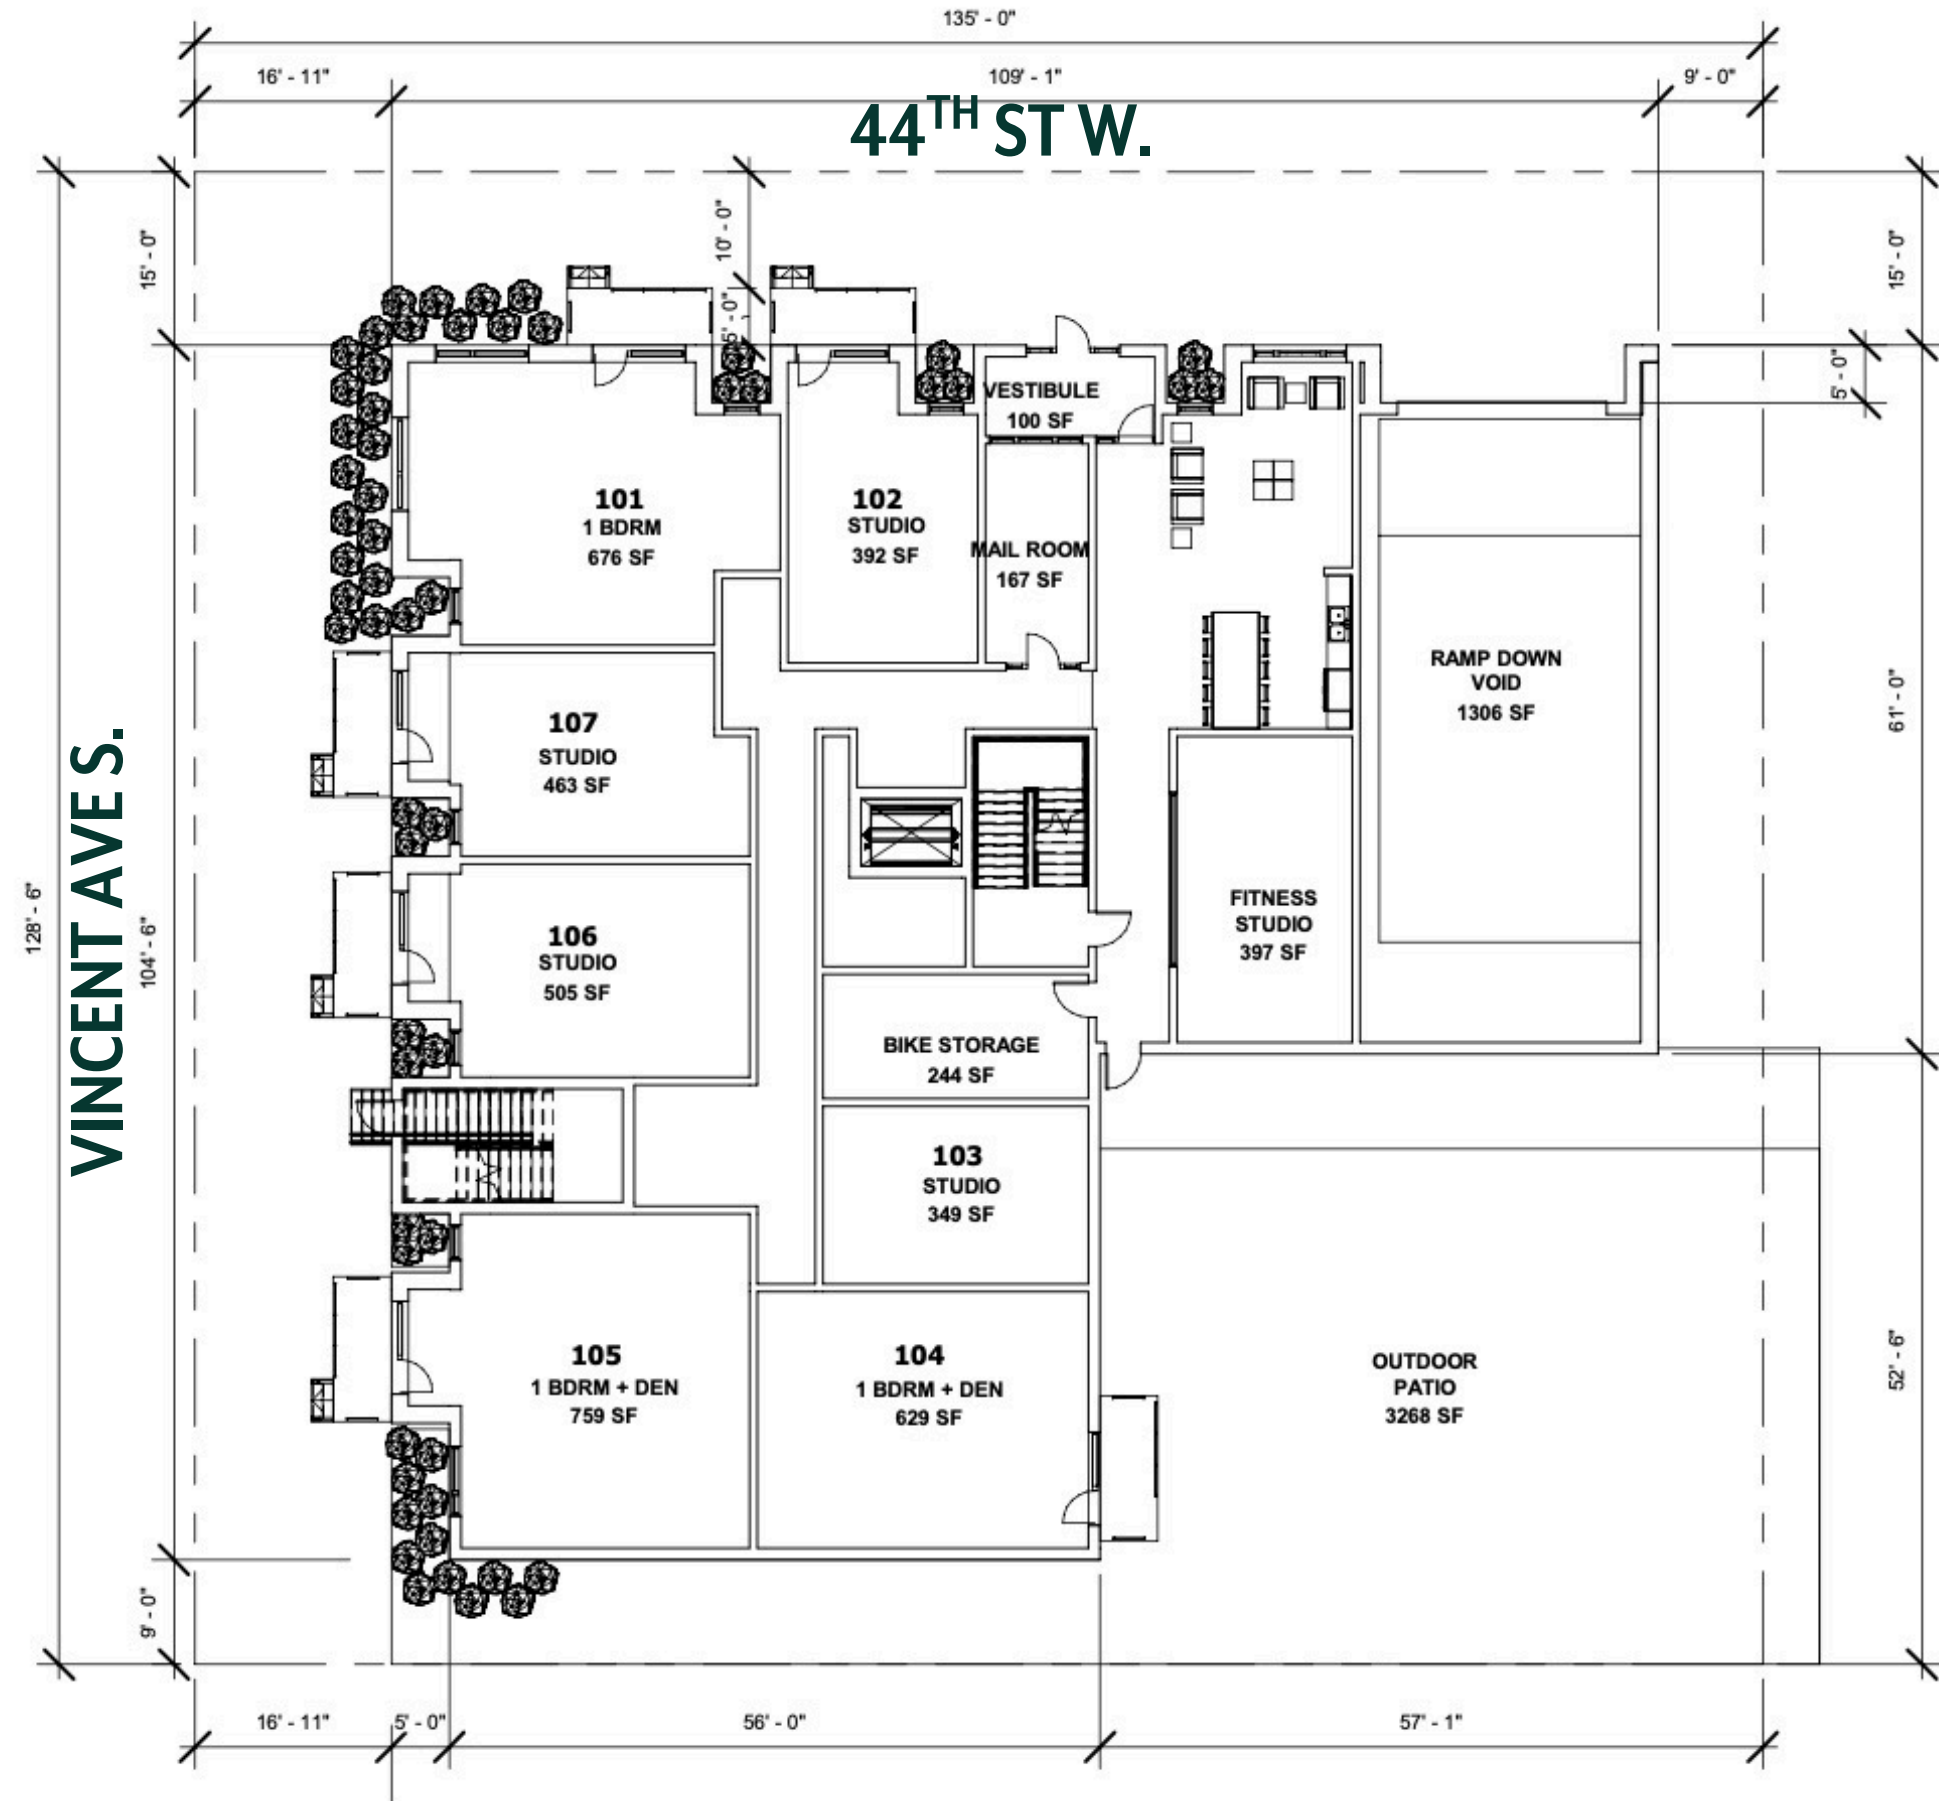 135' - 0"
16' - 11"
109' - 1"
9' - 0"
44TH ST W.
10' - 0"
15' - 0"
15' - 0"
5' - 0"
5' - 0"
VESTIBULE
100 SF
101
1 BDRM
676 SF
102
STUDIO
392 SF
MAIL ROOM
167 SF
RAMP DOWN
VOID
1306 SF
61' - 0"
107
STUDIO
463 SF
VINCENT AVE S.
128' - 6"
104' - 6"
106
STUDIO
505 SF
FITNESS
STUDIO
397 SF
BIKE STORAGE
244 SF
103
STUDIO
349 SF
105
1 BDRM + DEN
759 SF
104
1 BDRM + DEN
629 SF
OUTDOOR
PATIO
3268 SF
52' - 6"
9' - 0"
16' - 11"
5' - 0"
56' - 0"
57' - 1"